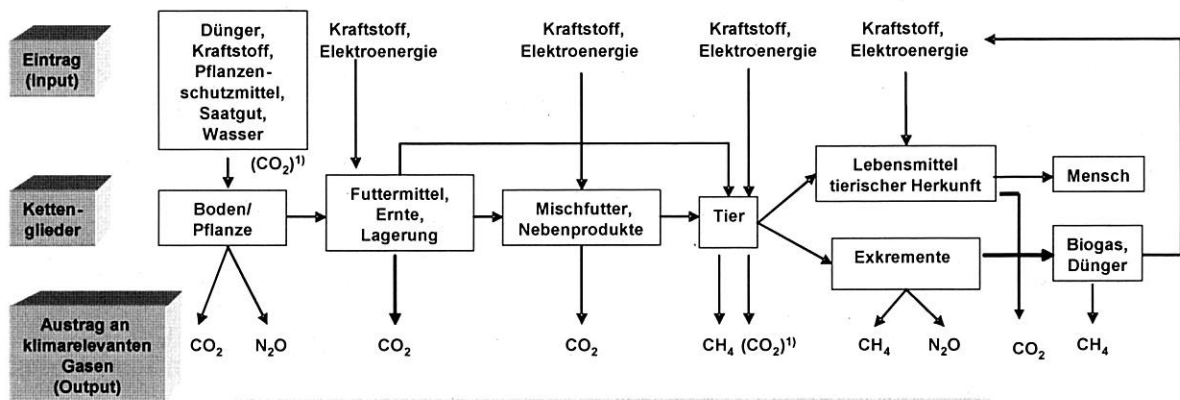 Eintrag
(Input)
Dünger,
Kraftstoff,
Pflanzen-
schutzmittel,
Saatgut,
Wasser
Kraftstoff,
Elektroenergie
Kraftstoff,
Elektroenergie
Kraftstoff,
Elektroenergie
Kraftstoff,
Elektroenergie
(CO₂)¹⁾
Ketten-
glieder
Boden/
Pflanze
Futtermittel,
Ernte,
Lagerung
Mischfutter,
Nebenprodukte
Tier
Lebensmittel
tierischer Herkunft
Mensch
Exkremente
Biogas,
Dünger
Austrag an
klimarelevanten
Gasen
(Output)
CO₂
N₂O
CO₂
CO₂
CH₄ (CO₂)¹⁾
CH₄
N₂O
CO₂
CH₄